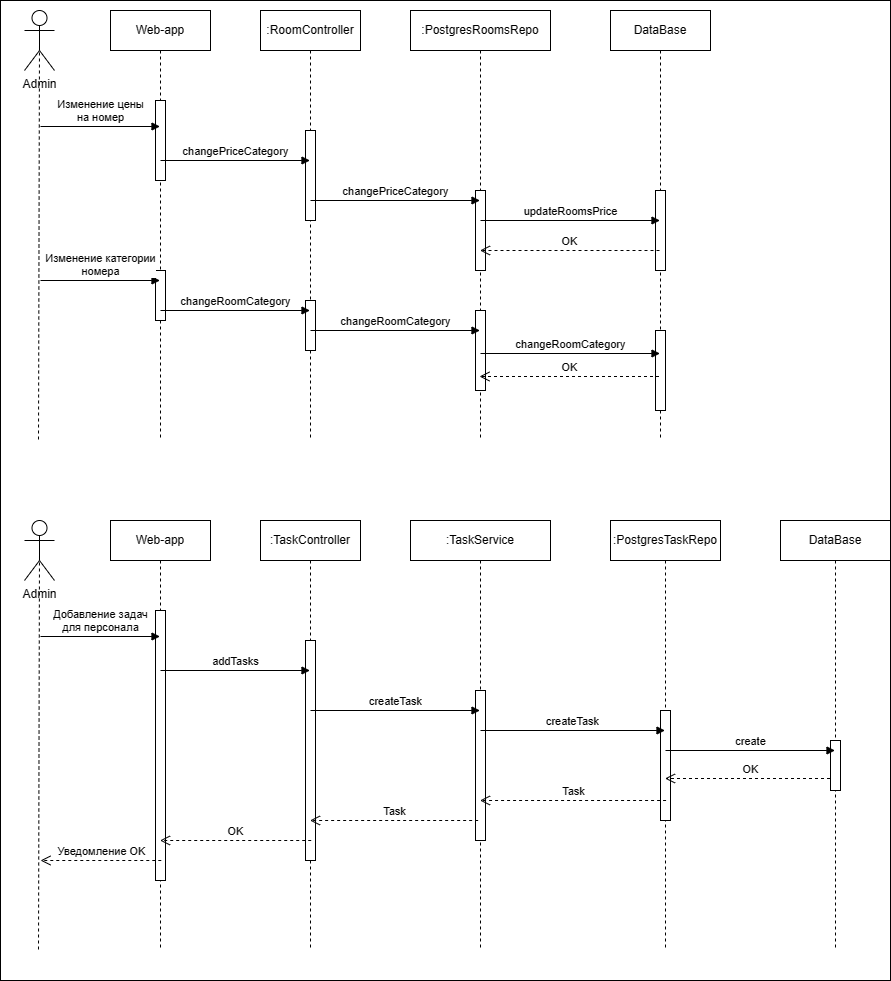 Web-app
:RoomController
:PostgresRoomsRepo
DataBase
Admin
Изменение цены
на номер
changePriceCategory
changePriceCategory
updateRoomsPrice
OK
Изменение категории
номера
changeRoomCategory
changeRoomCategory
changeRoomCategory
OK
Web-app
:TaskController
:TaskService
:PostgresTaskRepo
DataBase
Admin
Добавление задач
для персонала
addTasks
createTask
createTask
create
OK
Task
Task
OK
Уведомление OK